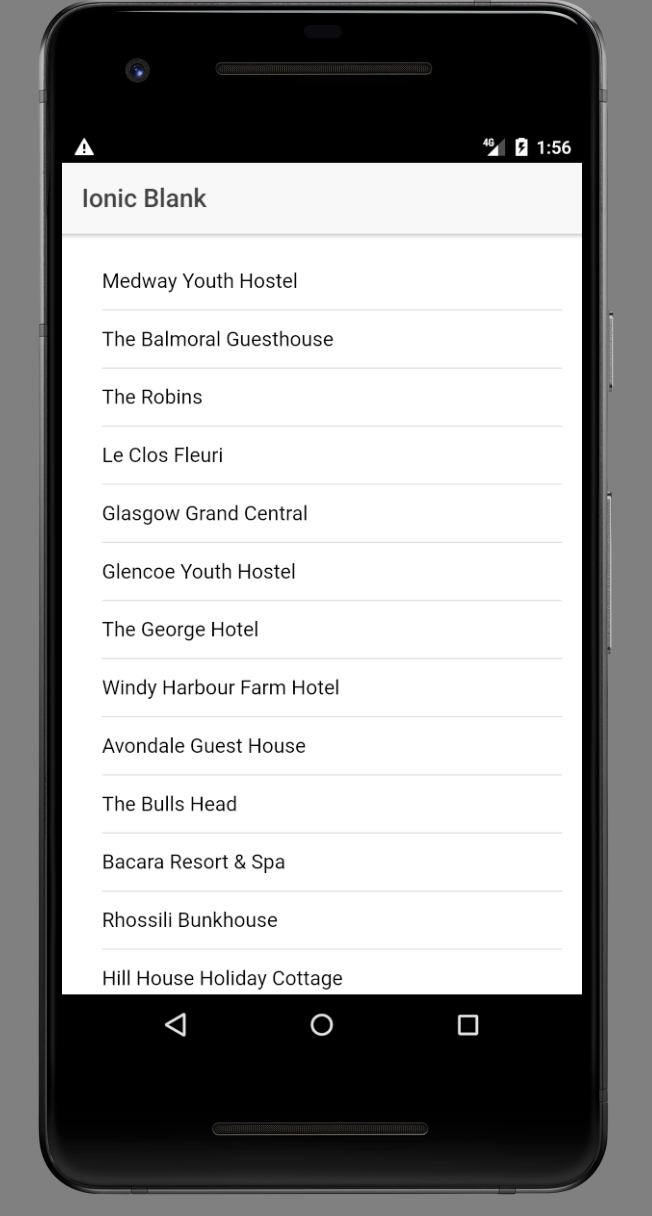 4G 1:56
Ionic Blank
Medway Youth Hostel
The Balmoral Guesthouse
The Robins
Le Clos Fleuri
Glasgow Grand Central
Glencoe Youth Hostel
The George Hotel
Windy Harbour Farm Hotel
Avondale Guest House
The Bulls Head
Bacara Resort & Spa
Rhossili Bunkhouse
Hill House Holiday Cottage